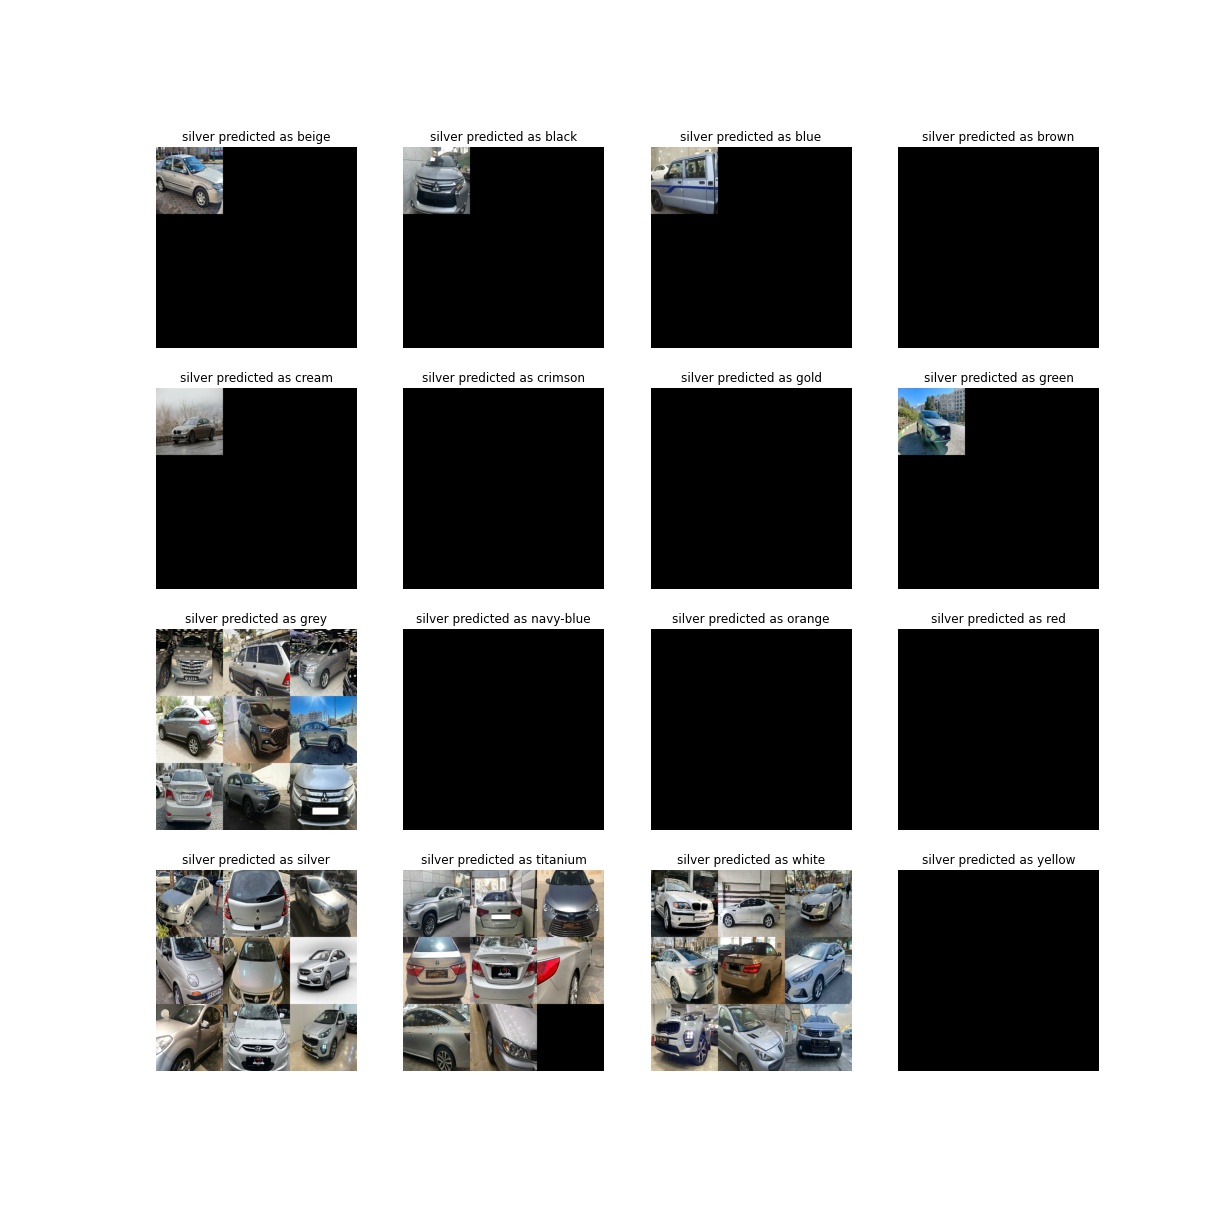 silver predicted as beige
silver predicted as black
silver predicted as blue
silver predicted as brown
silver predicted as cream
silver predicted as crimson
silver predicted as gold
silver predicted as green
silver predicted as grey
silver predicted as navy-blue
silver predicted as orange
silver predicted as red
silver predicted as silver
silver predicted as titanium
silver predicted as white
silver predicted as yellow